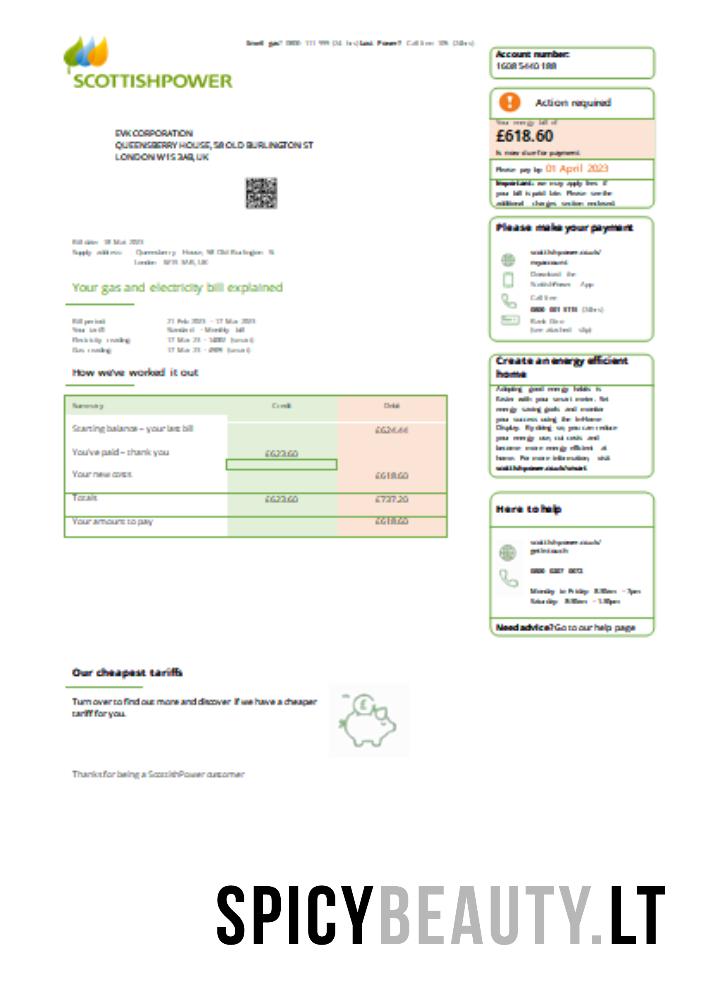 Smell gas? 0800 111 999 (24 hrs) Lost Power? Call free 105 (24hrs)
SCOTTISHPOWER
Account number:
1608 5440 188
Action required
Your energy bill of
£618.60
is now due for payment
Please pay by 01 April 2023
Important: we may apply fees if
your bill is paid late. Please see the
additional charges section enclosed
EVK CORPORATION
QUEENSBERRY HOUSE, 58 OLD BURLINGTON ST
LONDON W1S 3AB, UK
Bill date: 18 Mar 2023
Supply address: Queensberry House, 58 Old Burlington St
London W1S 3AB, UK
Your gas and electricity bill explained
Bill period 21 Feb 2023 - 17 Mar 2023
Your tariff Standard - Monthly bill
Electricity reading 17 Mar 23 - (smart)
Gas reading 17 Mar 23 - (smart)
How we've worked it out
Summary Credit Debit
Starting balance – your last bill £624.44
You've paid – thank you £623.60
Your new costs £618.60
Totals £623.60 £737.20
Your amount to pay £618.60
Please make your payment
scottishpower.co.uk/
myaccount
Download the
ScottishPower App
Call free
0800 001 (24hrs)
Bank Giro
(see attached slip)
Create an energy efficient
home
Adopting good energy habits is
Easier with your smart meter. Set
energy saving goals and monitor
your success using the In-Home
Display. By doing so, you can reduce
your energy use, cut costs and
become more energy efficient at
home. For more information, visit
scottishpower.co.uk/smart
Here to help
scottishpower.co.uk/
getintouch
0800
Monday to Friday: 8.30am - 7pm
Saturday: 8.30am - 1.30pm
Need advice? Go to our help page
Our cheapest tariffs
Turn over to find out more and discover if we have a cheaper
tariff for you.
Thanks for being a ScottishPower customer
SPICYBEAUTY.LT